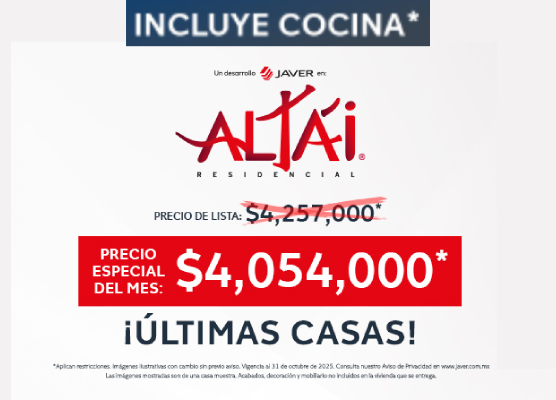 INCLUYE COCINA*
Un desarrollo JAVER en:
ALTA'I®
RESIDENCIAL
PRECIO DE LISTA: $4,257,000*
PRECIO
ESPECIAL
DEL MES: $4,054,000*
¡ÚLTIMAS CASAS!
*Aplican restricciones. Imágenes ilustrativas con cambio sin previo aviso. Vigencia al 31 de octubre de 2025. Consulta nuestro Aviso de Privacidad en www.javer.com.mx
Las imágenes mostradas son de una casa muestra. Acabados, decoración y mobiliario no incluidos en la vivienda que se entrega.